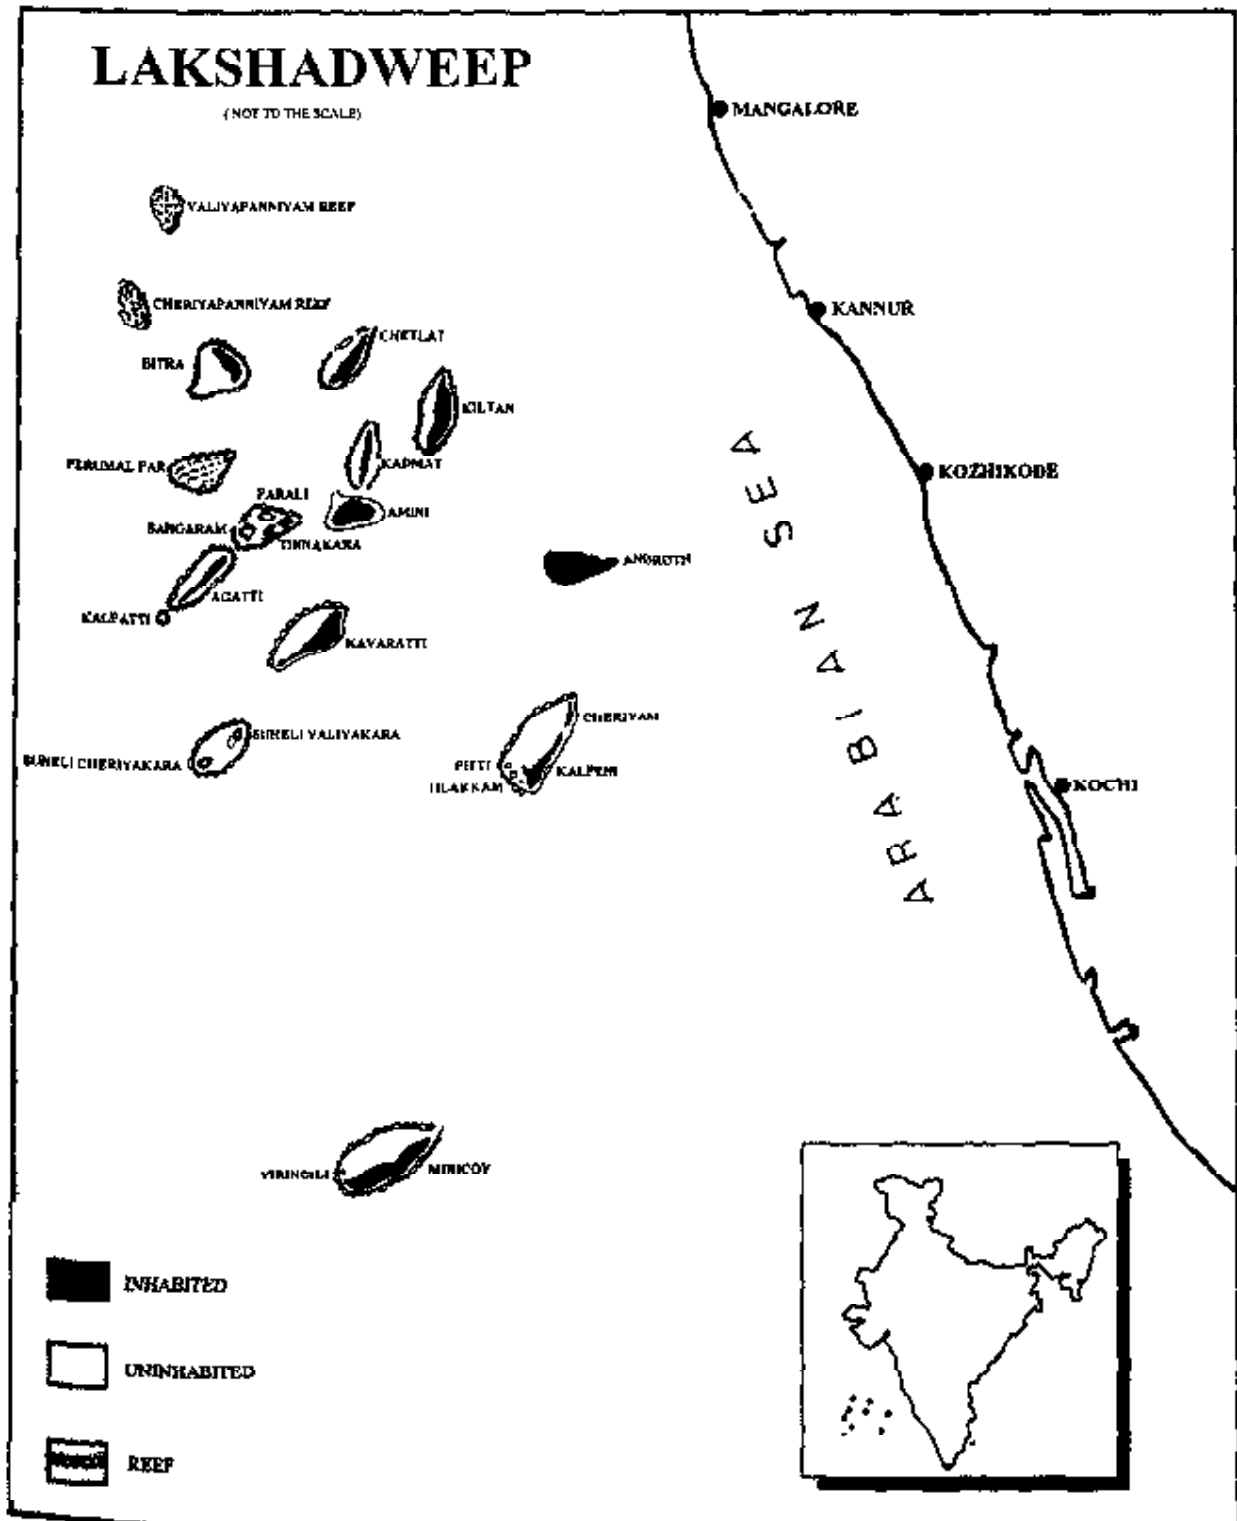 LAKSHADWEEP
( NOT TO THE SCALE)
MANGALORE
VALIYAPANNIYAM REEF
CHERIYAPANNIYAM REEF
KANNUR
CHETLAT
BITRA
KILTAN
PERUMAL PAR
KADMAT
KOZHIKODE
PARALI
AMINI
BANGARAM
TINNAKARA
ANDROTH
AGATTI
KALPATTI
KAVARATTI
ARABIAN SEA
CHERIYAM
SUHELI VALIYAKARA
SUHELI CHERIYAKARA
PITTI
KALPENI
TILAKKAM
KOCHI
VIRINGILI
MINICOY
INHABITED
UNINHABITED
REEF